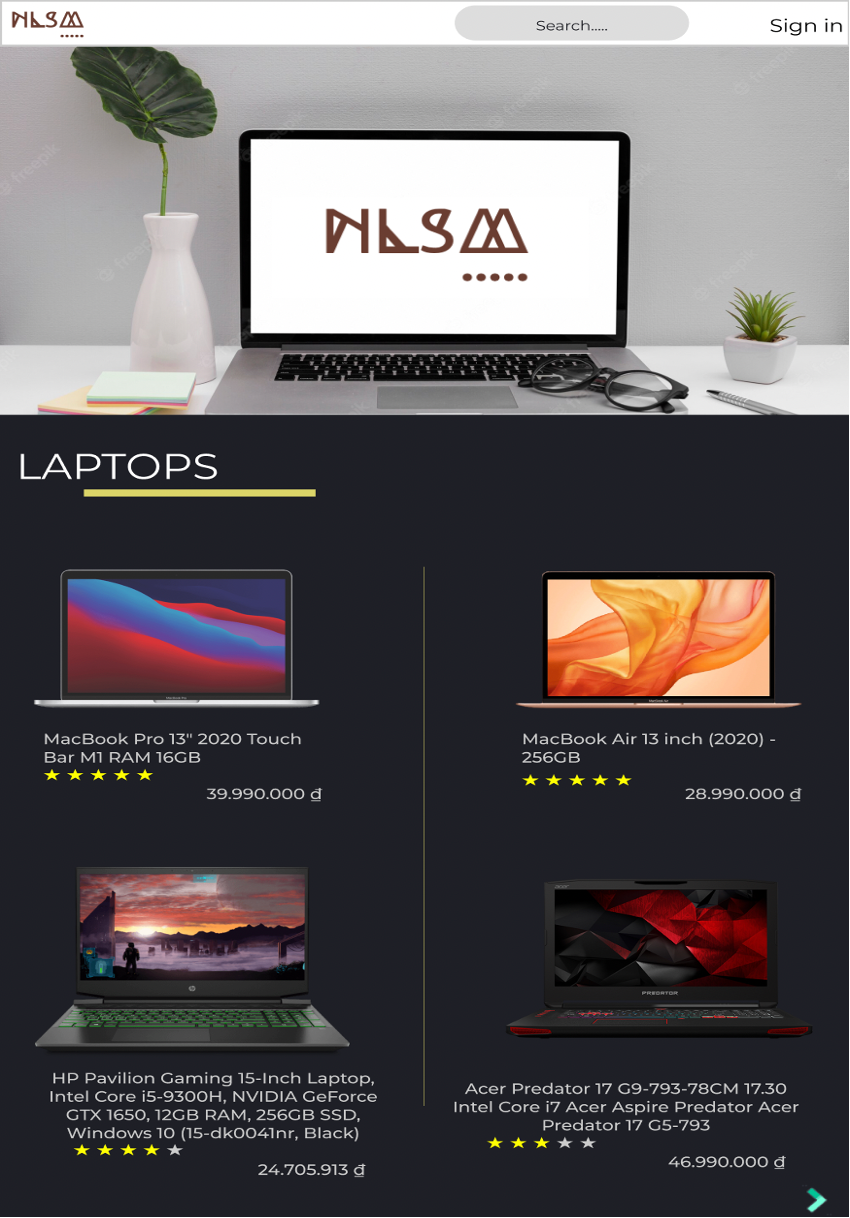 NLSM
Search.....
Sign in
NLSM
LAPTOPS
MacBook Pro 13" 2020 Touch
Bar M1 RAM 16GB
39.990.000 ₫
MacBook Air 13 inch (2020) -
256GB
28.990.000 ₫
PREDATOR
HP Pavilion Gaming 15-Inch Laptop,
Intel Core i5-9300H, NVIDIA GeForce
GTX 1650, 12GB RAM, 256GB SSD,
Windows 10 (15-dk0041nr, Black)
24.705.913 ₫
Acer Predator 17 G9-793-78CM 17.30
Intel Core i7 Acer Aspire Predator Acer
Predator 17 G5-793
46.990.000 ₫